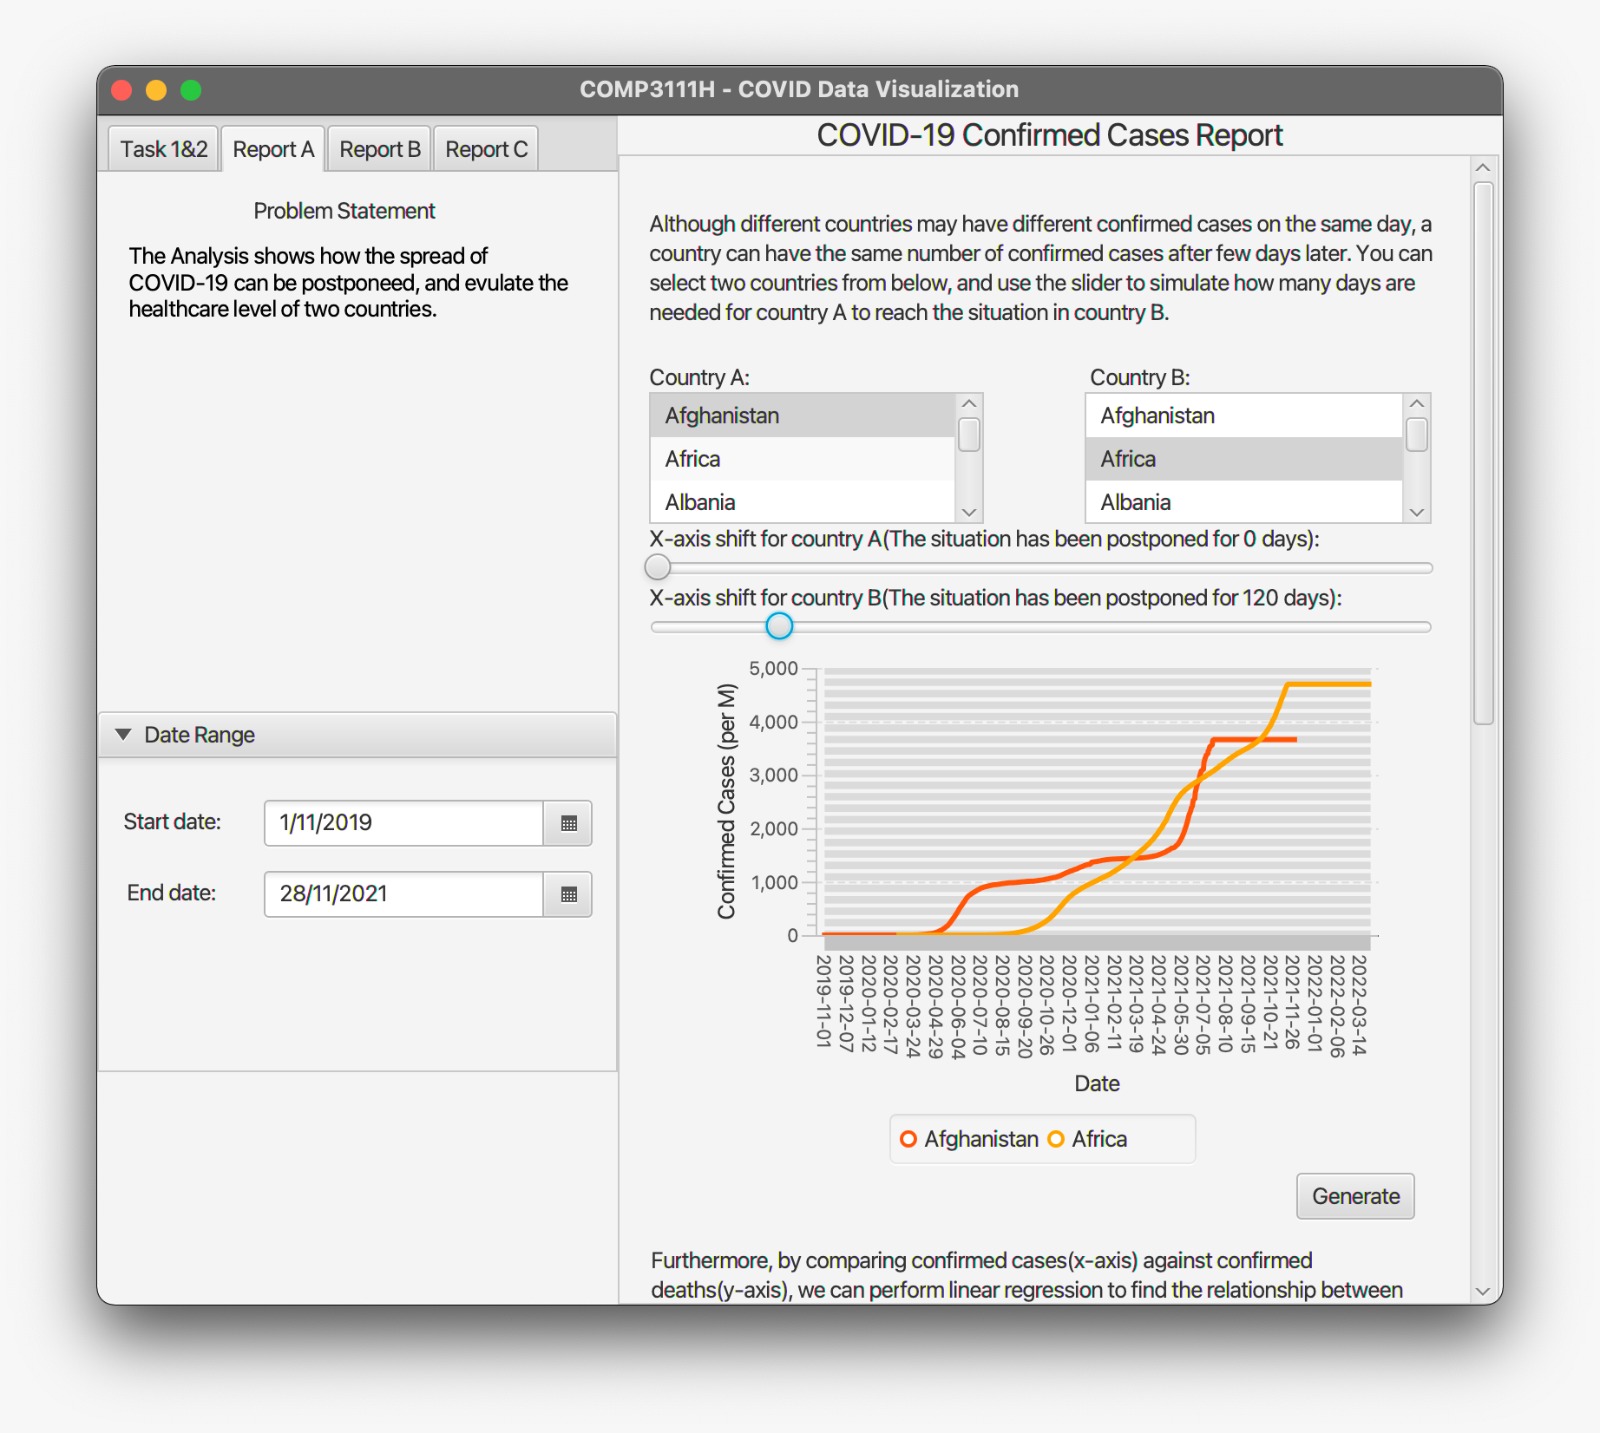 COMP3111H - COVID Data Visualization
Task 1&2
Report A
Report B
Report C
Problem Statement
The Analysis shows how the spread of
COVID-19 can be postponeed, and evulate the
healthcare level of two countries.
Date Range
Start date:
1/11/2019
End date:
28/11/2021
COVID-19 Confirmed Cases Report
Although different countries may have different confirmed cases on the same day, a
country can have the same number of confirmed cases after few days later. You can
select two countries from below, and use the slider to simulate how many days are
needed for country A to reach the situation in country B.
Country A:
Afghanistan
Africa
Albania
Country B:
Afghanistan
Africa
Albania
X-axis shift for country A(The situation has been postponed for 0 days):
X-axis shift for country B(The situation has been postponed for 120 days):
Confirmed Cases (per M)
5,000
4,000
3,000
2,000
1,000
0
2019-11-01
2019-12-07
2020-01-12
2020-02-17
2020-03-24
2020-04-29
2020-06-04
2020-07-10
2020-08-15
2020-09-20
2020-10-26
2020-12-01
2021-01-06
2021-02-11
2021-03-19
2021-04-24
2021-05-30
2021-07-05
2021-08-10
2021-09-15
2021-10-21
2021-11-26
2022-01-01
2022-02-06
2022-03-14
Date
Afghanistan
Africa
Generate
Furthermore, by comparing confirmed cases(x-axis) against confirmed
deaths(y-axis), we can perform linear regression to find the relationship between